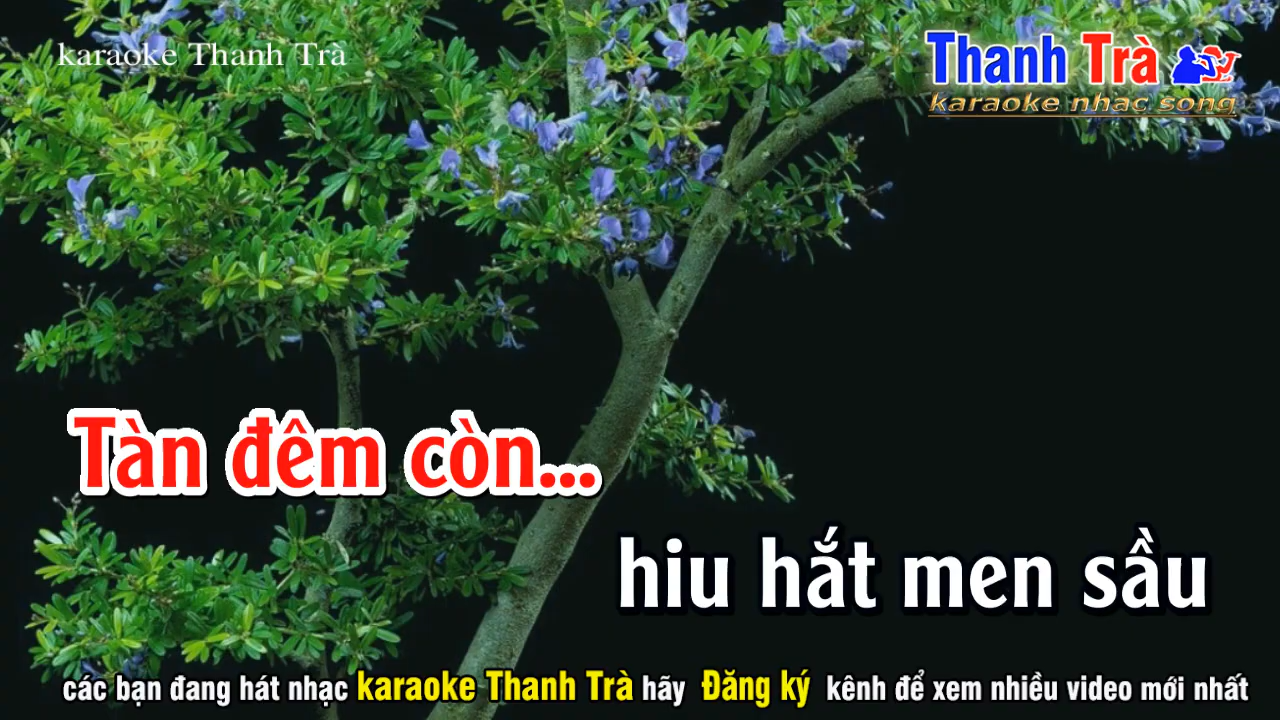 karaoke Thanh Trà
Thanh Trà
karaoke nhac song
Tàn đêm còn...
hiu hắt men sầu
các bạn đang hát nhạc karaoke Thanh Trà hãy Đăng ký kênh để xem nhiều video mới nhất